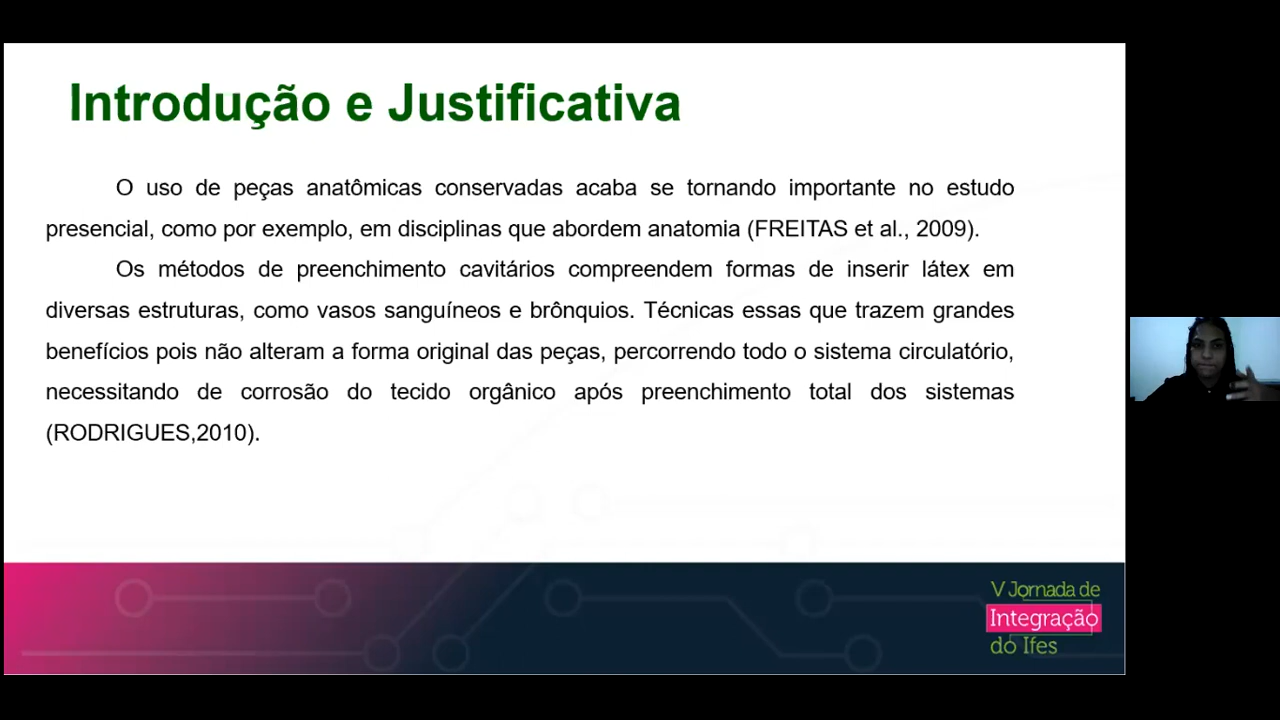 Introdução e Justificativa
O uso de peças anatômicas conservadas acaba se tornando importante no estudo
presencial, como por exemplo, em disciplinas que abordem anatomia (FREITAS et al., 2009).
Os métodos de preenchimento cavitários compreendem formas de inserir látex em
diversas estruturas, como vasos sanguíneos e brônquios. Técnicas essas que trazem grandes
benefícios pois não alteram a forma original das peças, percorrendo todo o sistema circulatório,
necessitando de corrosão do tecido orgânico após preenchimento total dos sistemas
(RODRIGUES,2010).
V Jornada de
Integração
do Ifes